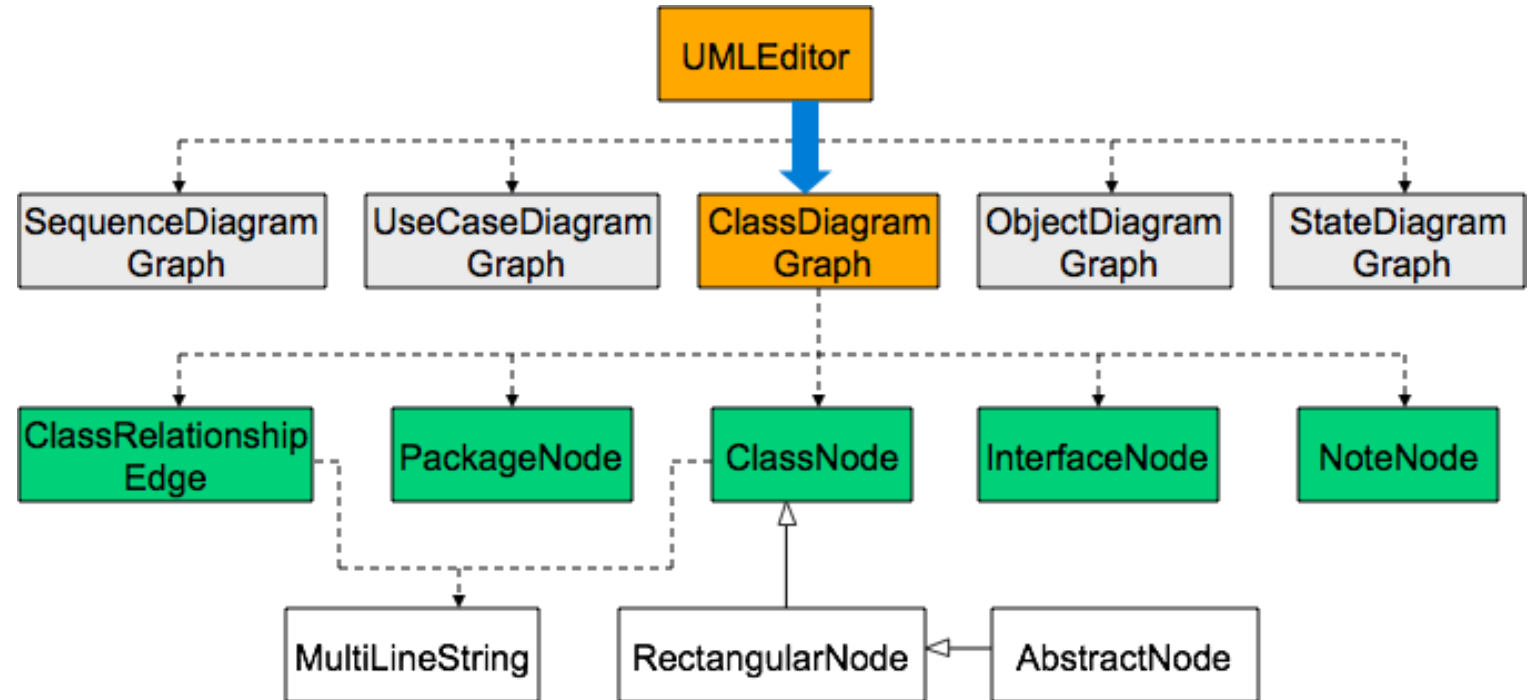 UMLEditor
SequenceDiagram
Graph
UseCaseDiagram
Graph
ClassDiagram
Graph
ObjectDiagram
Graph
StateDiagram
Graph
ClassRelationship
Edge
PackageNode
ClassNode
InterfaceNode
NoteNode
MultiLineString
RectangularNode
AbstractNode